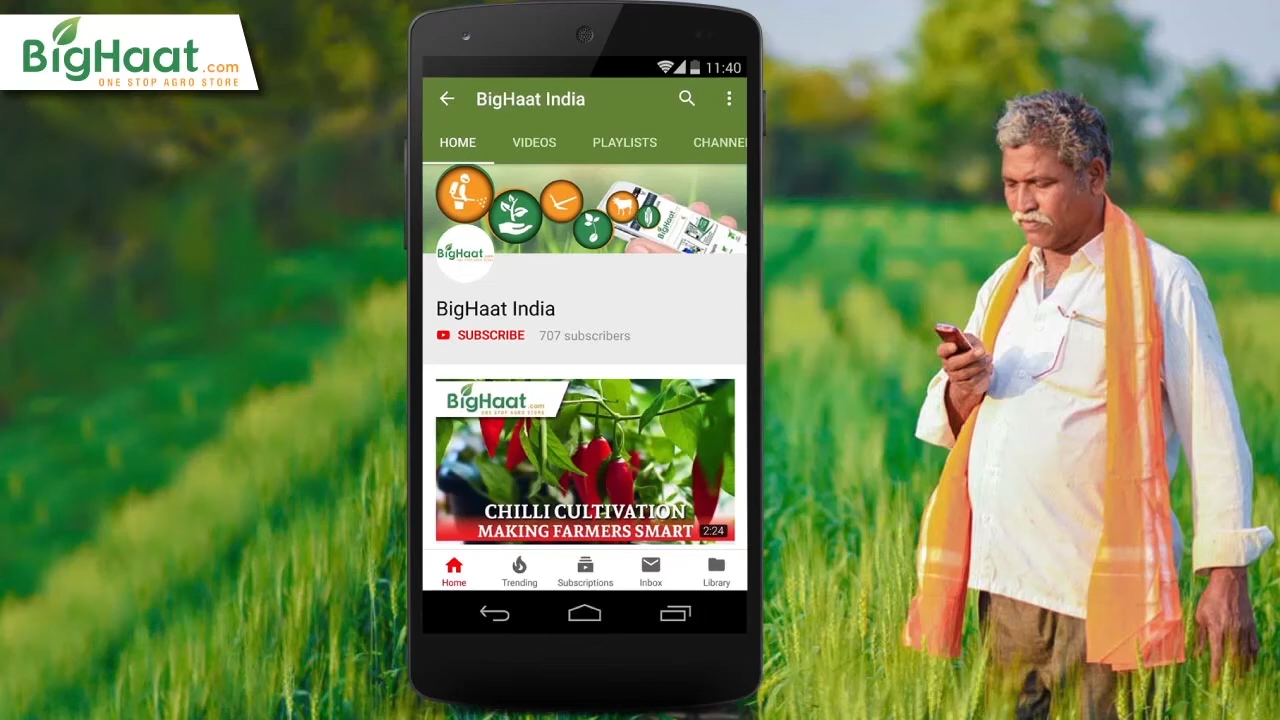 BigHaat.com
ONE STOP AGRO STORE
11:40
BigHaat India
HOME VIDEOS PLAYLISTS CHANNE
BigHaat
BigHaat.com
BigHaat India
SUBSCRIBE 707 subscribers
BigHaat.com
ONE STOP AGRO STORE
CHILLI CULTIVATION
MAKING FARMERS SMART 2:24
Home Trending Subscriptions Inbox Library